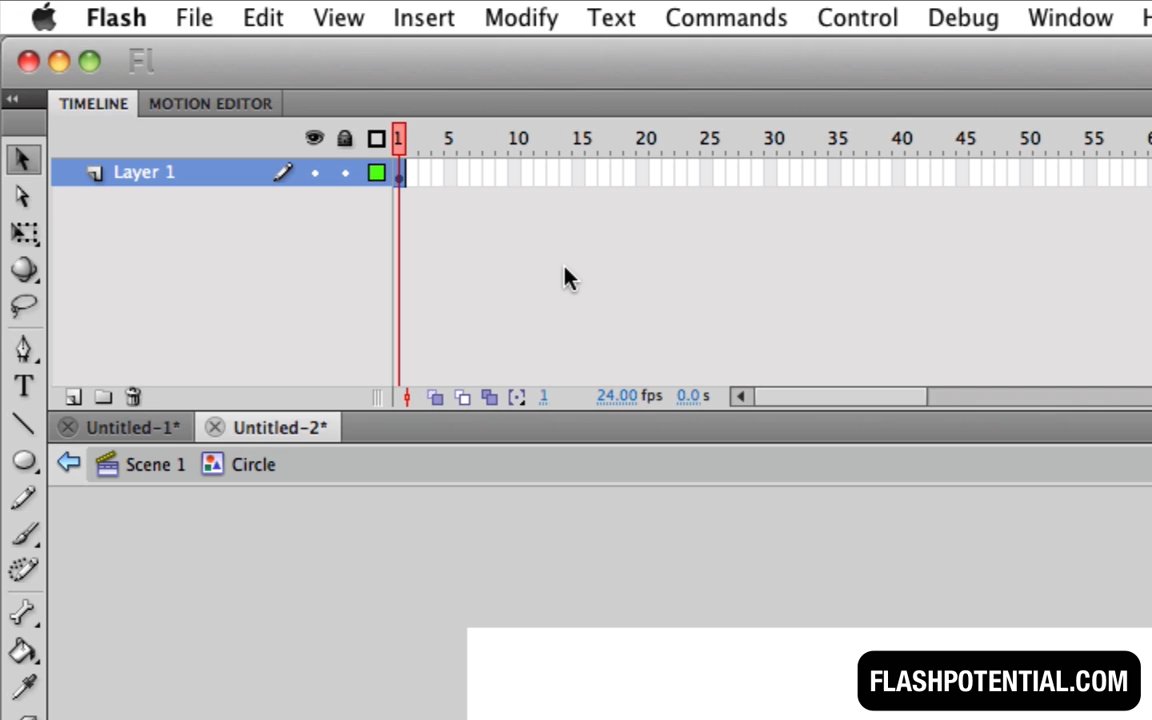 Flash File Edit View Insert Modify Text Commands Control Debug Window
Fl
TIMELINE MOTION EDITOR
1 5 10 15 20 25 30 35 40 45 50 55
Layer 1
1 24.00 fps 0.0 s
Untitled-1* Untitled-2*
Scene 1 Circle
T
FLASHPOTENTIAL.COM